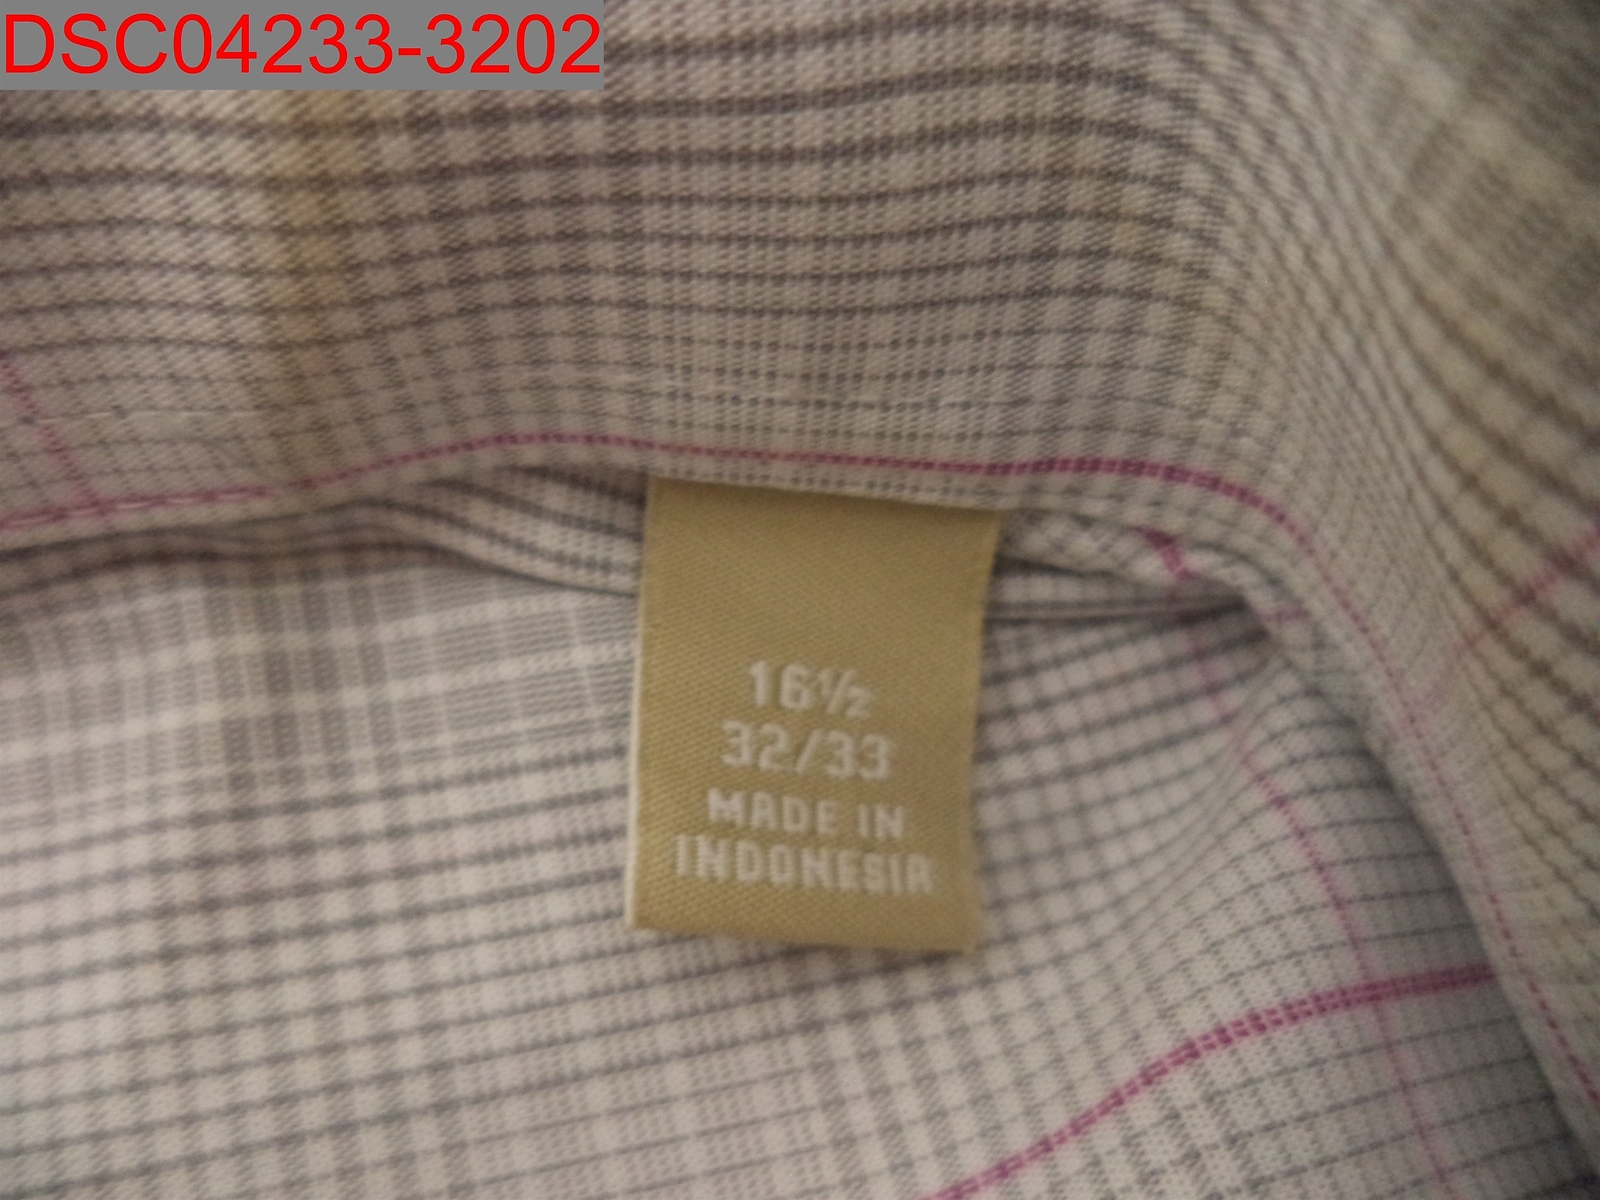 DSC04233-3202
16½
32/33
MADE IN
INDONESIA